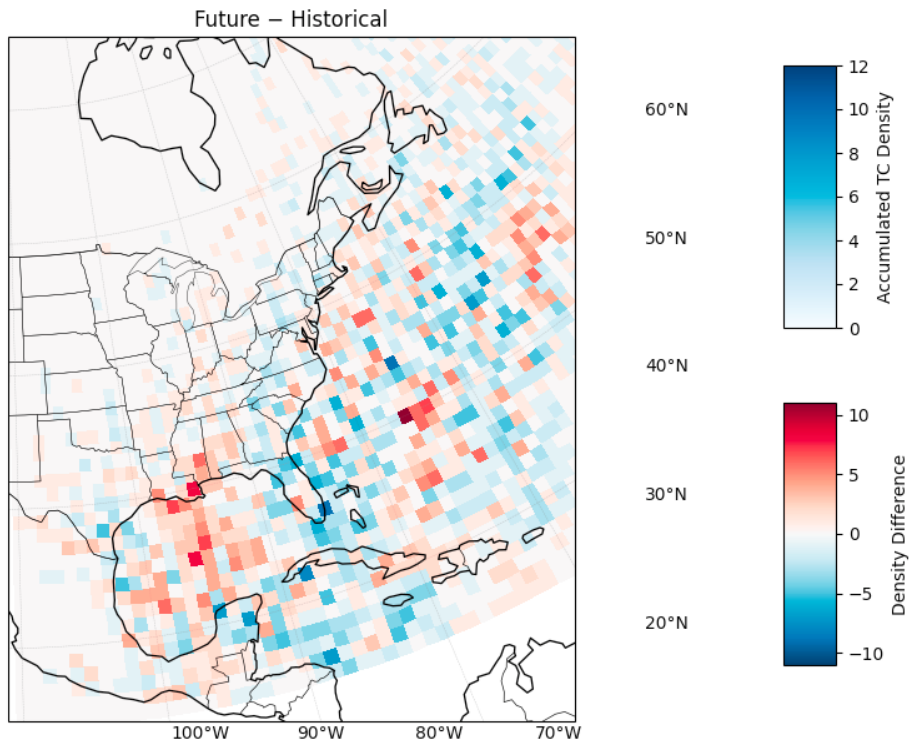 Future − Historical
60°N
50°N
40°N
30°N
20°N
100°W
90°W
80°W
70°W
12
10
8
6
4
2
0
Accumulated TC Density
10
5
0
−5
−10
Density Difference